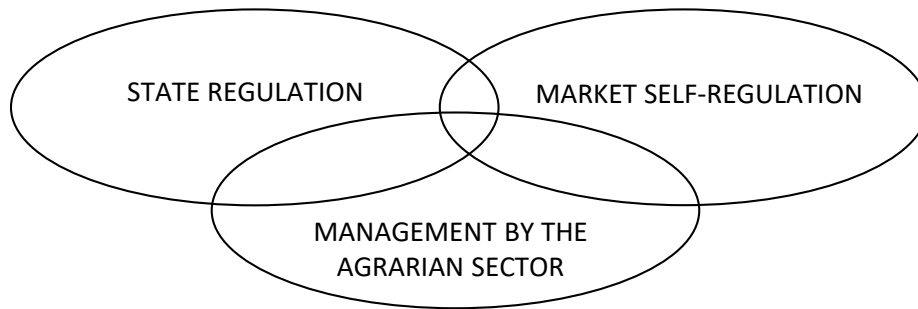 STATE REGULATION
MARKET SELF-REGULATION
MANAGEMENT BY THE
AGRARIAN SECTOR